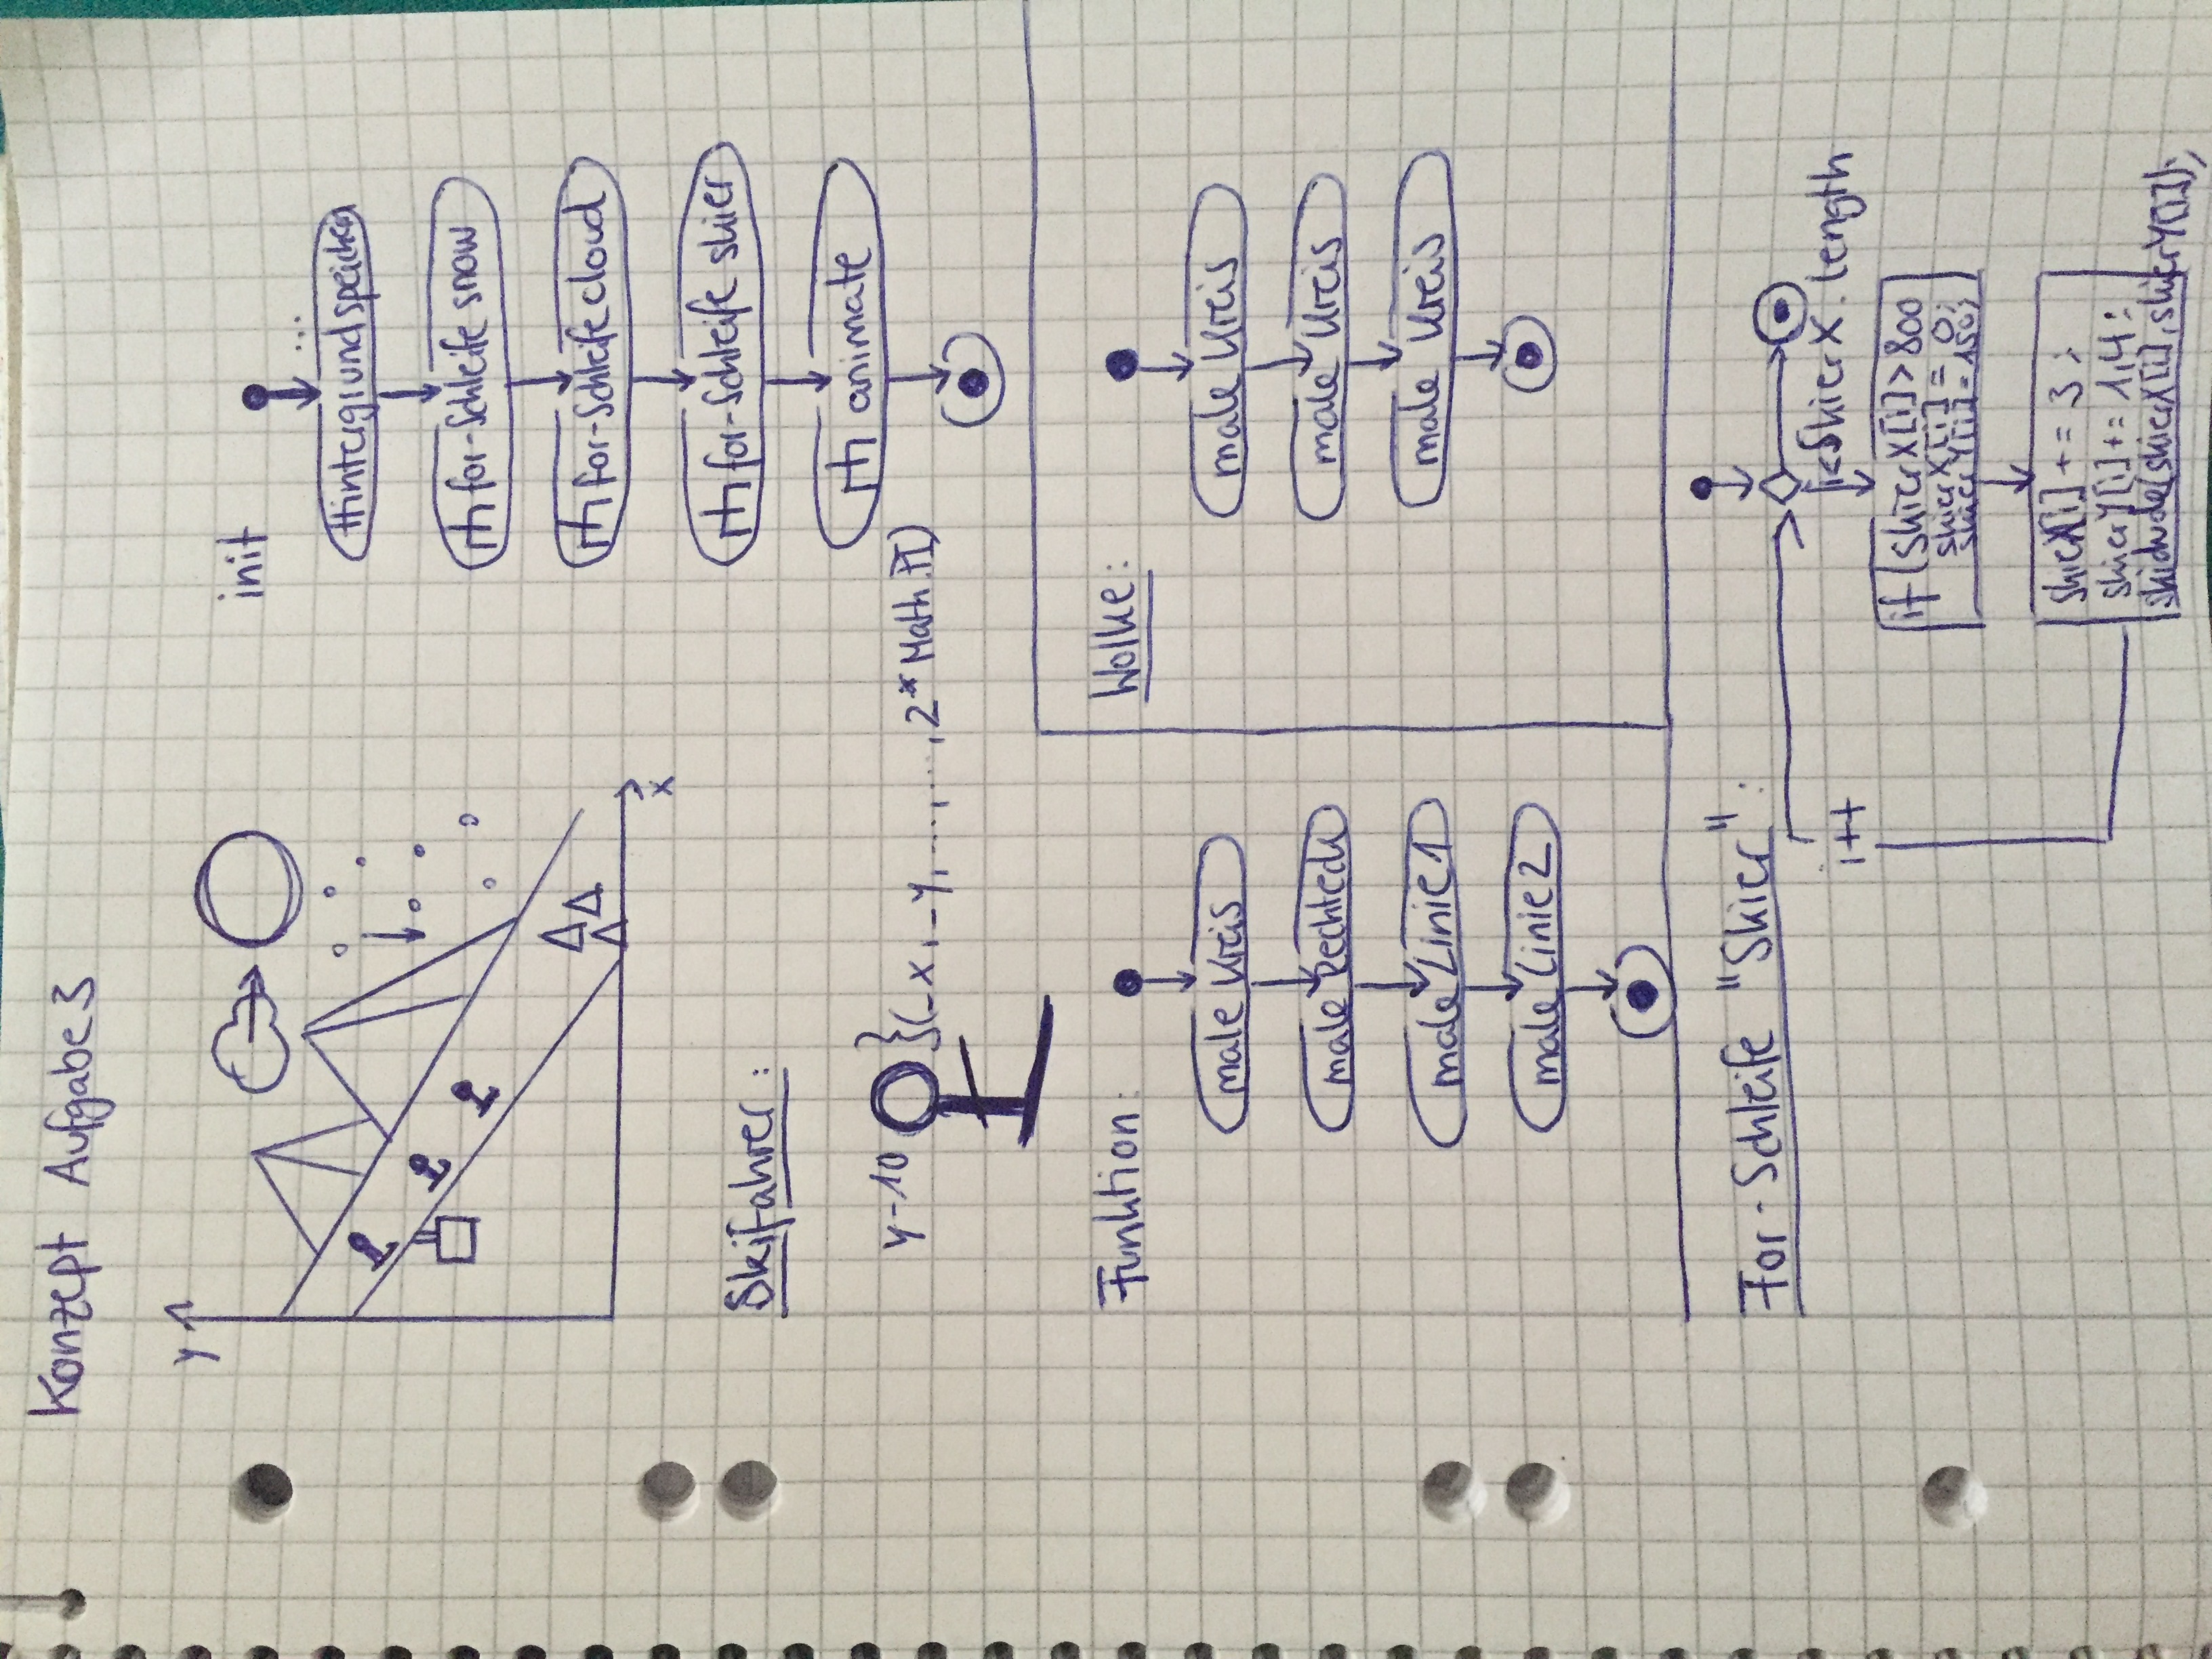 Konzept Aufgabe 3
y
x
init
...
Hintergrund speichern
for-Schleife snow
for-Schleife cloud
for-Schleife skier
animate
Skifahrer:
y-10 }(_x, _y, ..., ..., 2*Math.PI)
Funktion:
male Kreis
male Rechteck
male Linie 1
male Linie 2
Wolke:
male Kreis
male Kreis
male Kreis
For-Schleife "Skier":
i++
i<SkierX.length
if (skierX[i]>800
skierX[i] = 0;
skierY[i] = 150;
skierX[i] += 3;
skierY[i] += 1,4;
skidude(skierX[i], skierY[i]);